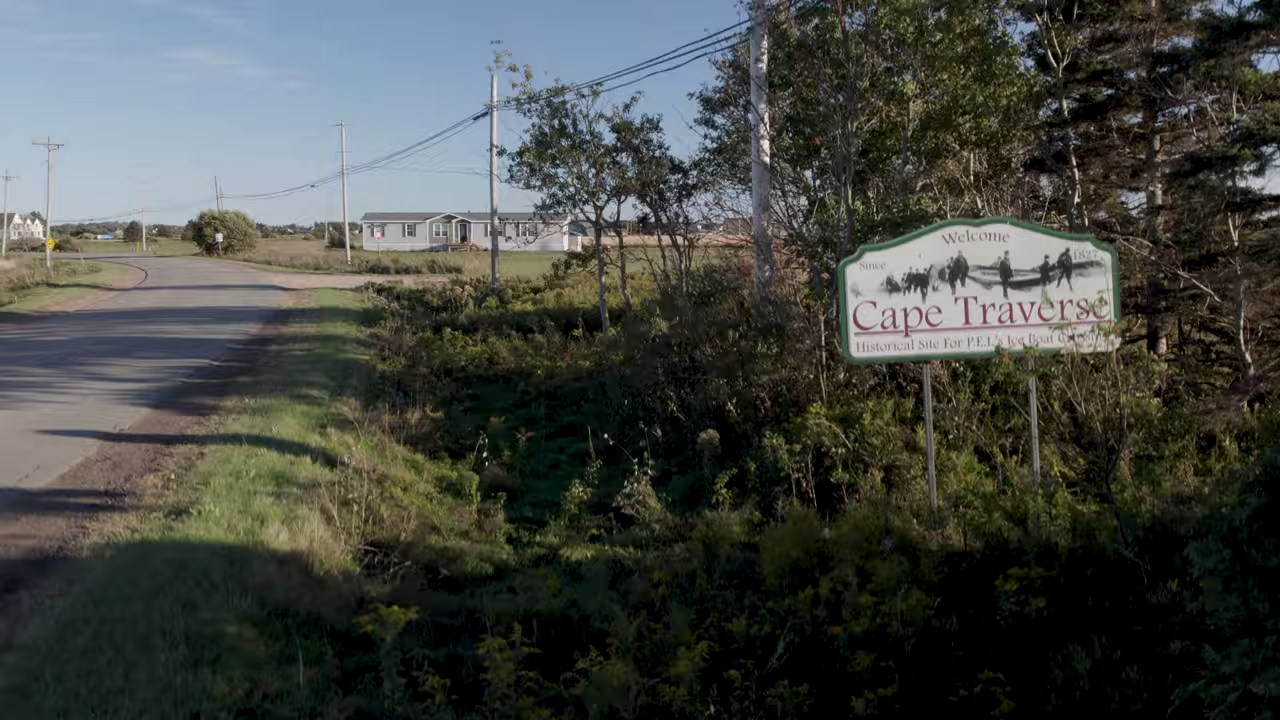 Welcome
Since 1827
Cape Traverse
Historical Site For P.E.I.'s Ice Boat